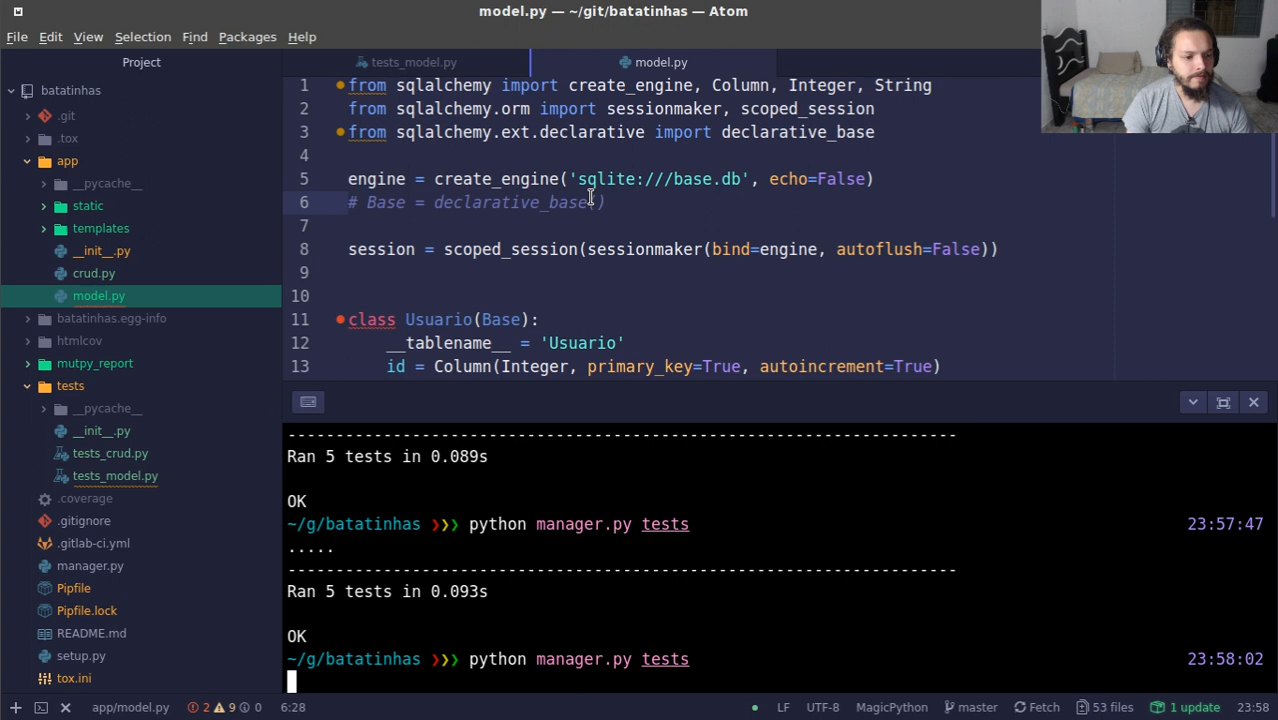 model.py — ~/git/batatinhas — Atom
File Edit View Selection Find Packages Help
Project
tests_model.py
model.py
batatinhas
.git
.tox
app
__pycache__
static
templates
__init__.py
crud.py
model.py
batatinhas.egg-info
htmlcov
mutpy_report
tests
__pycache__
__init__.py
tests_crud.py
tests_model.py
.coverage
.gitignore
.gitlab-ci.yml
manager.py
Pipfile
Pipfile.lock
README.md
setup.py
tox.ini
1 from sqlalchemy import create_engine, Column, Integer, String
2 from sqlalchemy.orm import sessionmaker, scoped_session
3 from sqlalchemy.ext.declarative import declarative_base
4
5 engine = create_engine('sqlite:///base.db', echo=False)
6 # Base = declarative_base()
7
8 session = scoped_session(sessionmaker(bind=engine, autoflush=False))
9
10
11 class Usuario(Base):
12 __tablename__ = 'Usuario'
13 id = Column(Integer, primary_key=True, autoincrement=True)
----------------------------------------------------------------------
Ran 5 tests in 0.089s
OK
~/g/batatinhas ❯❯❯ python manager.py tests 23:57:47
.....
----------------------------------------------------------------------
Ran 5 tests in 0.093s
OK
~/g/batatinhas ❯❯❯ python manager.py tests 23:58:02
app/model.py 2 9 0 6:28 LF UTF-8 MagicPython master Fetch 53 files 1 update 23:58